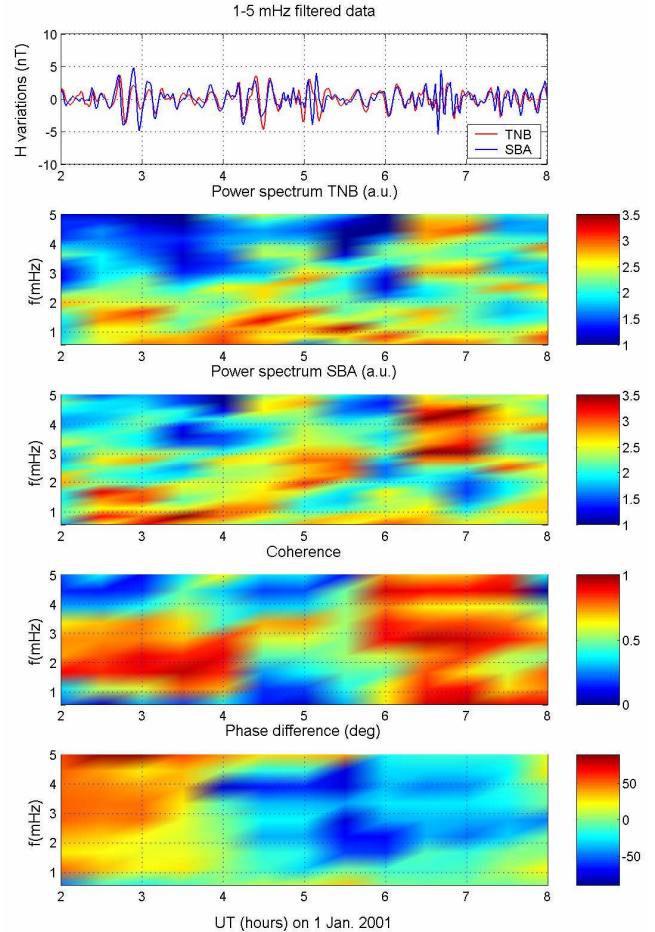 1-5 mHz filtered data
H variations (nT)
10
5
0
-5
-10
TNB
SBA
2 3 4 5 6 7 8
Power spectrum TNB (a.u.)
f(mHz)
5
4
3
2
1
3.5
3
2.5
2
1.5
1
2 3 4 5 6 7 8
Power spectrum SBA (a.u.)
f(mHz)
5
4
3
2
1
3.5
3
2.5
2
1.5
1
2 3 4 5 6 7 8
Coherence
f(mHz)
5
4
3
2
1
1
0.5
0
2 3 4 5 6 7 8
Phase difference (deg)
f(mHz)
5
4
3
2
1
50
0
-50
2 3 4 5 6 7 8
UT (hours) on 1 Jan. 2001